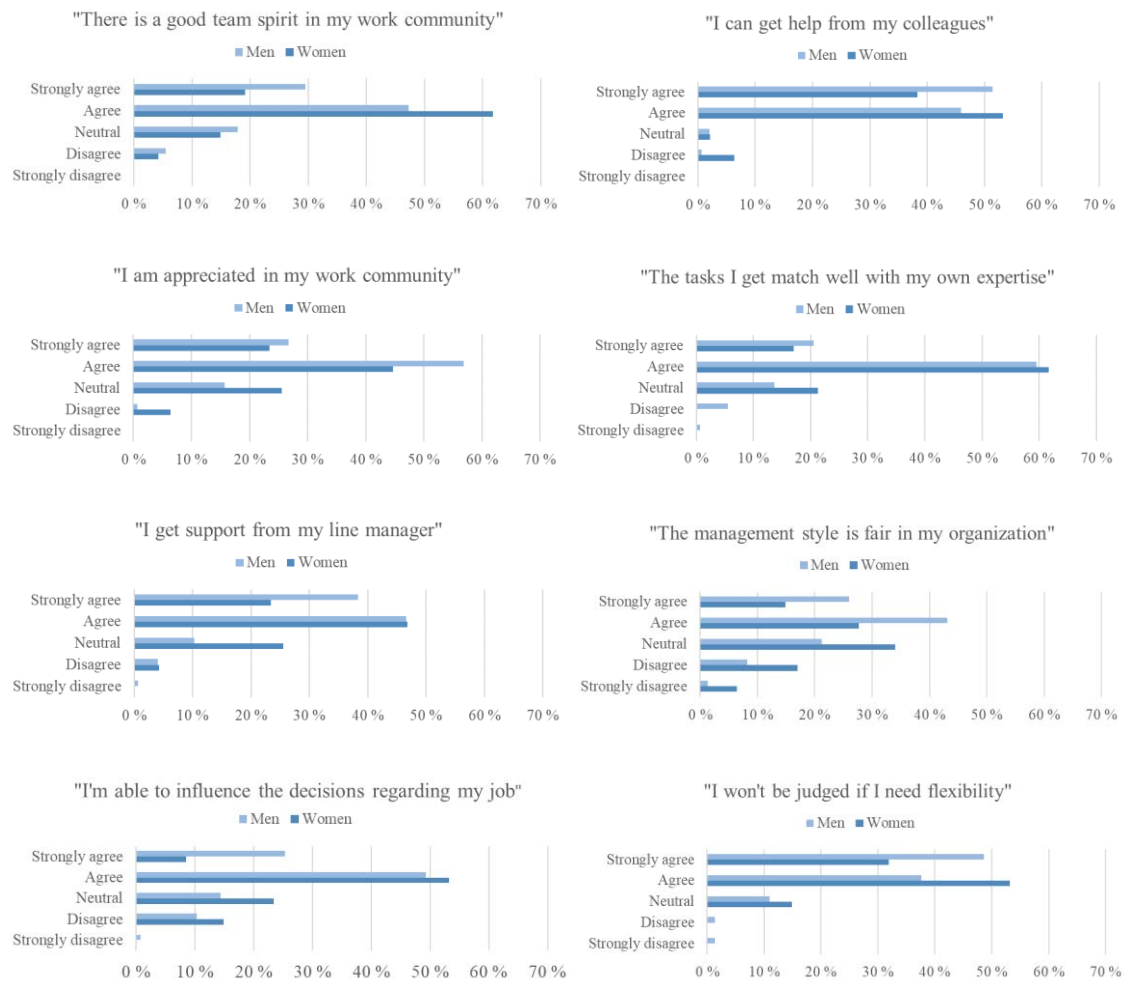 "There is a good team spirit in my work community"
Men Women
Strongly agree
Agree
Neutral
Disagree
Strongly disagree
0 % 10 % 20 % 30 % 40 % 50 % 60 % 70 %
"I can get help from my colleagues"
Men Women
Strongly agree
Agree
Neutral
Disagree
Strongly disagree
0 % 10 % 20 % 30 % 40 % 50 % 60 % 70 %
"I am appreciated in my work community"
Men Women
Strongly agree
Agree
Neutral
Disagree
Strongly disagree
0 % 10 % 20 % 30 % 40 % 50 % 60 % 70 %
"The tasks I get match well with my own expertise"
Men Women
Strongly agree
Agree
Neutral
Disagree
Strongly disagree
0 % 10 % 20 % 30 % 40 % 50 % 60 % 70 %
"I get support from my line manager"
Men Women
Strongly agree
Agree
Neutral
Disagree
Strongly disagree
0 % 10 % 20 % 30 % 40 % 50 % 60 % 70 %
"The management style is fair in my organization"
Men Women
Strongly agree
Agree
Neutral
Disagree
Strongly disagree
0 % 10 % 20 % 30 % 40 % 50 % 60 % 70 %
"I'm able to influence the decisions regarding my job"
Men Women
Strongly agree
Agree
Neutral
Disagree
Strongly disagree
0 % 10 % 20 % 30 % 40 % 50 % 60 % 70 %
"I won't be judged if I need flexibility"
Men Women
Strongly agree
Agree
Neutral
Disagree
Strongly disagree
0 % 10 % 20 % 30 % 40 % 50 % 60 % 70 %